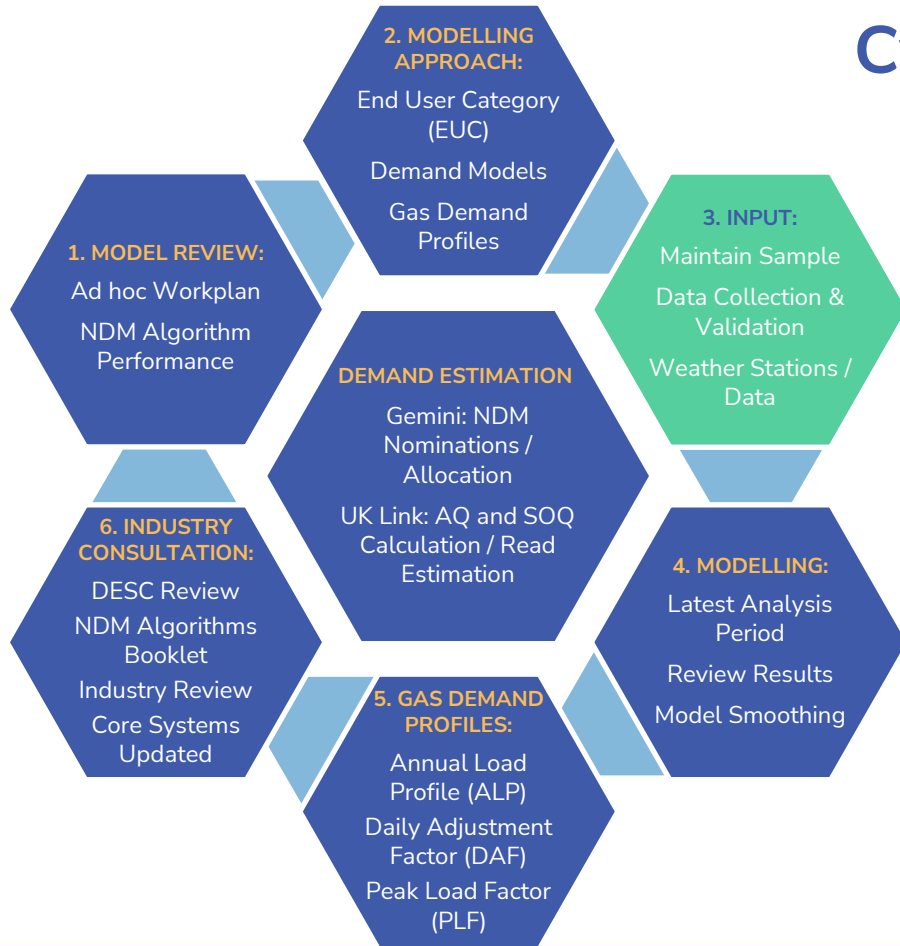 2. MODELLING
APPROACH:
End User Category
(EUC)
Demand Models
Gas Demand
Profiles
1. MODEL REVIEW:
Ad hoc Workplan
NDM Algorithm
Performance
3. INPUT:
Maintain Sample
Data Collection &
Validation
Weather Stations /
Data
DEMAND ESTIMATION
Gemini: NDM
Nominations /
Allocation
UK Link: AQ and SOQ
Calculation / Read
Estimation
6. INDUSTRY
CONSULTATION:
DESC Review
NDM Algorithms
Booklet
Industry Review
Core Systems
Updated
4. MODELLING:
Latest Analysis
Period
Review Results
Model Smoothing
5. GAS DEMAND
PROFILES:
Annual Load
Profile (ALP)
Daily Adjustment
Factor (DAF)
Peak Load Factor
(PLF)